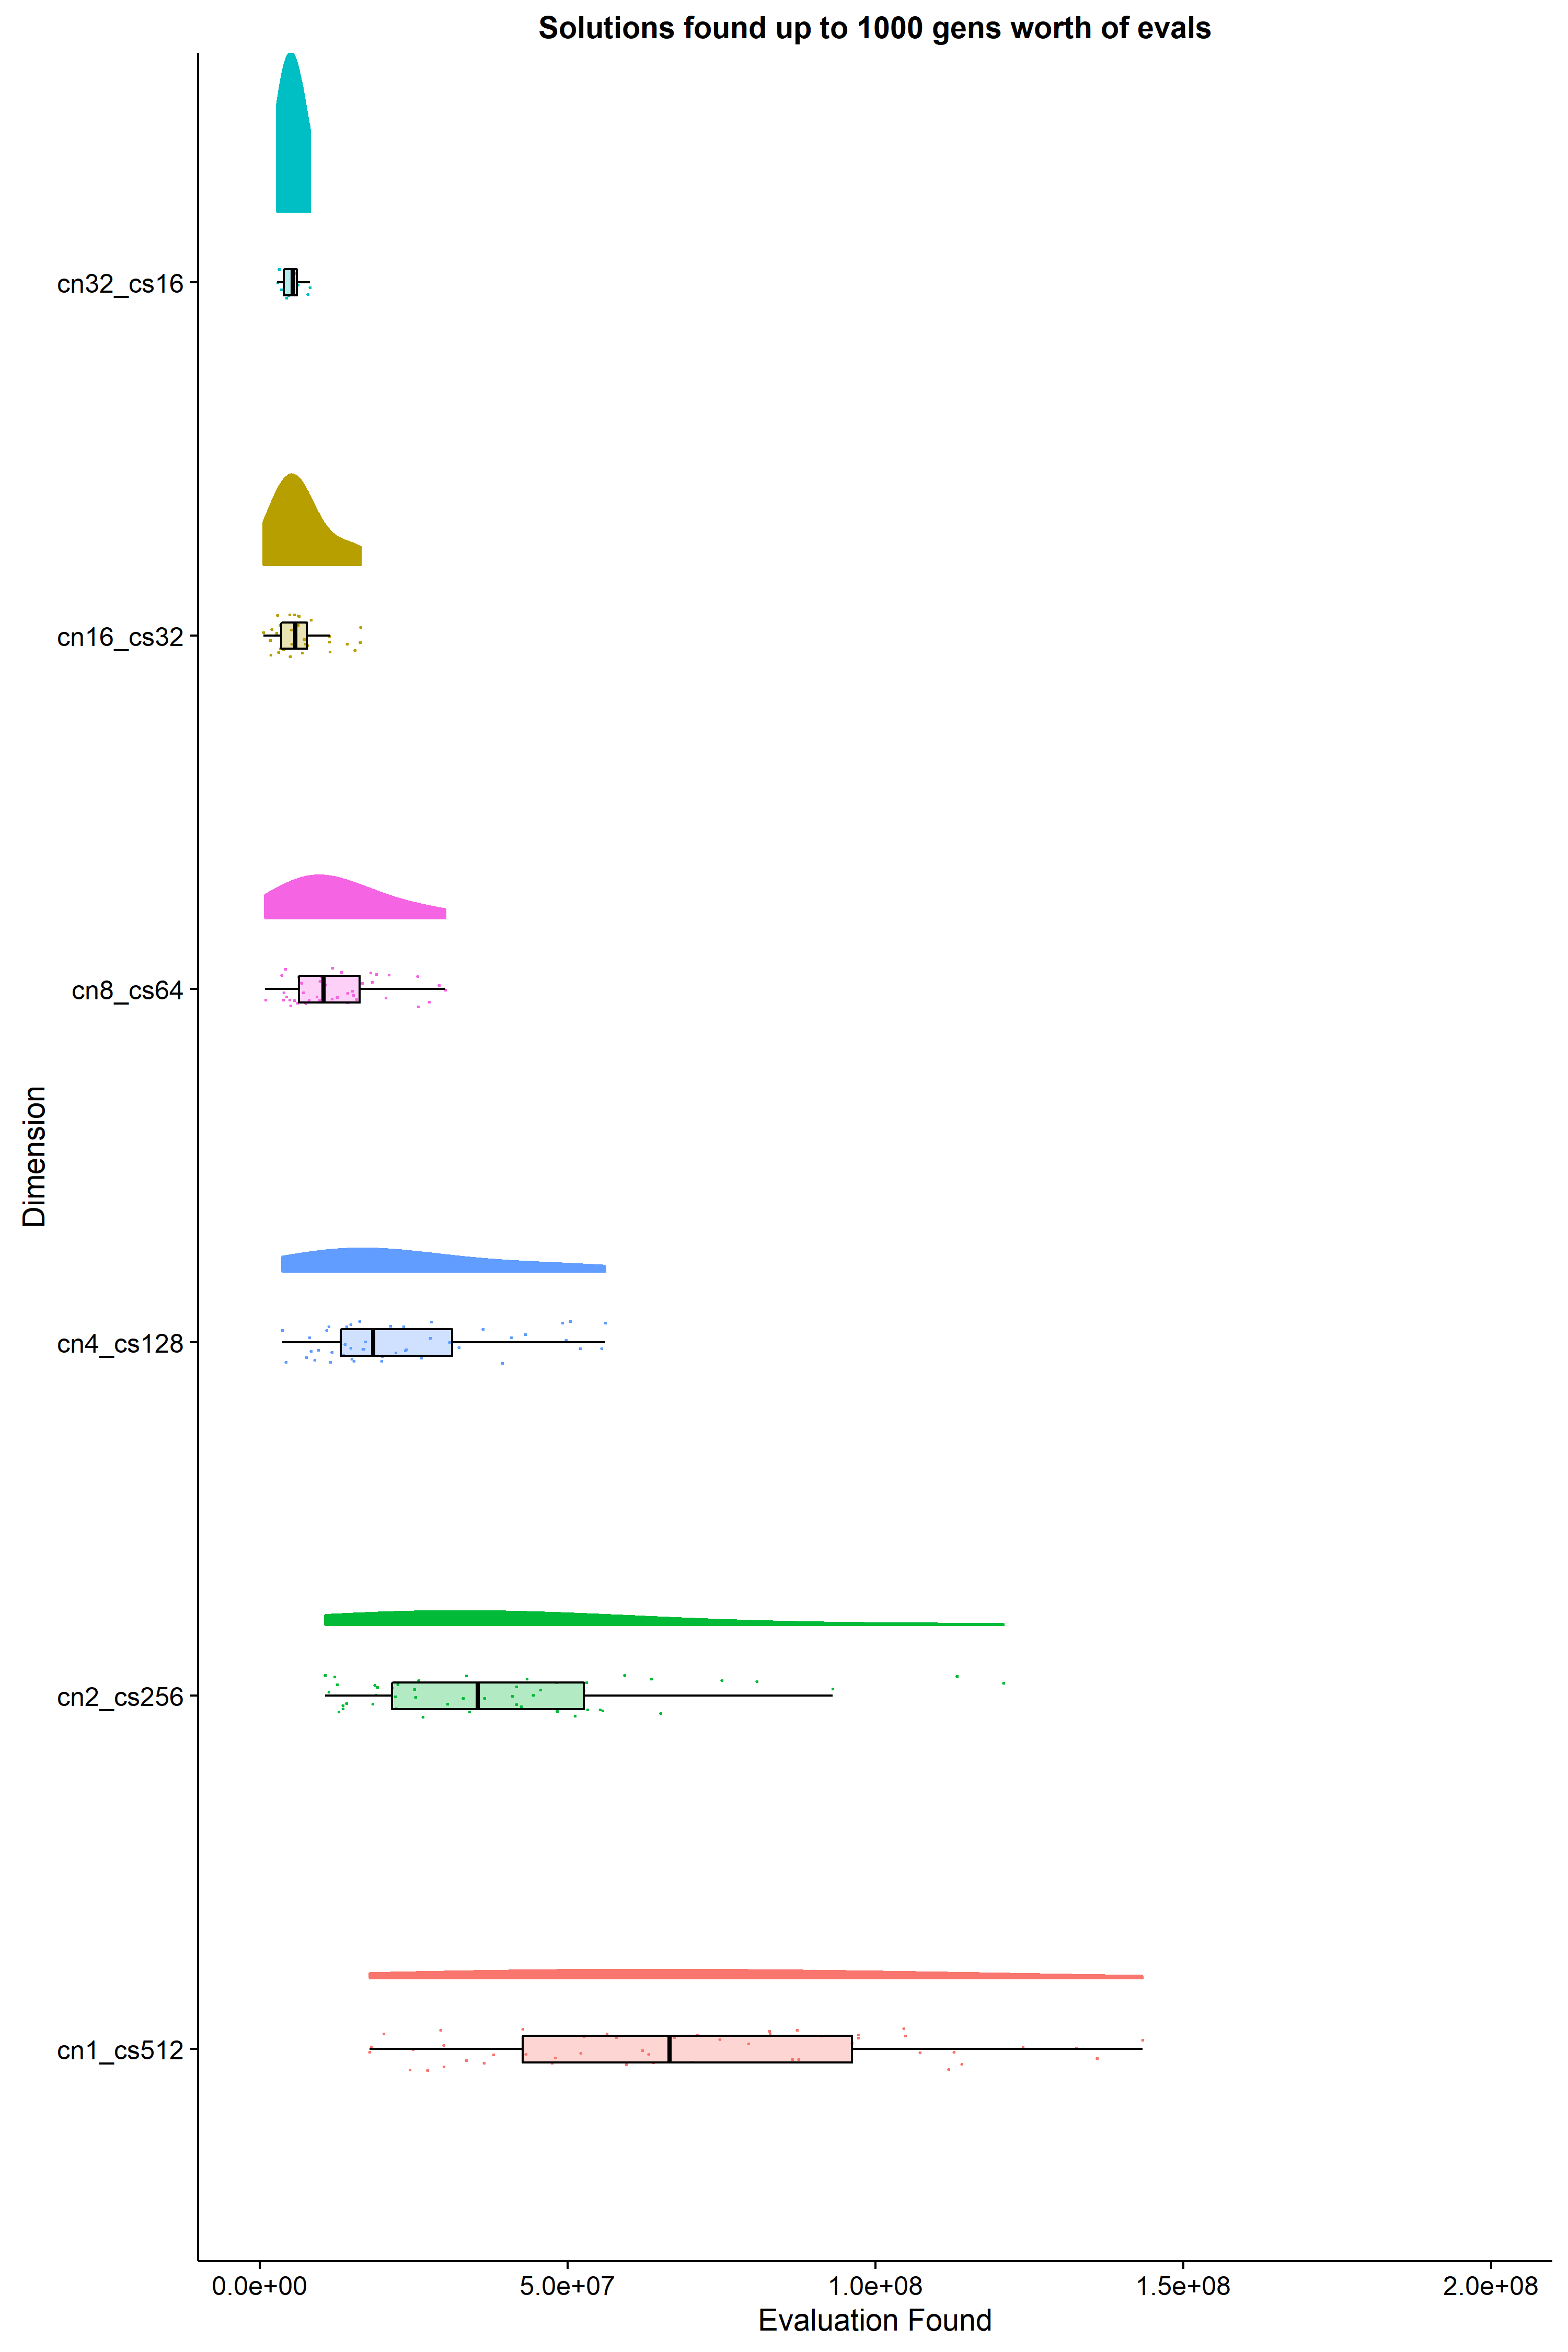 Solutions found up to 1000 gens worth of evals
cn32_cs16
cn16_cs32
cn8_cs64
Dimension
cn4_cs128
cn2_cs256
cn1_cs512
0.0e+00
5.0e+07
1.0e+08
1.5e+08
2.0e+08
Evaluation Found